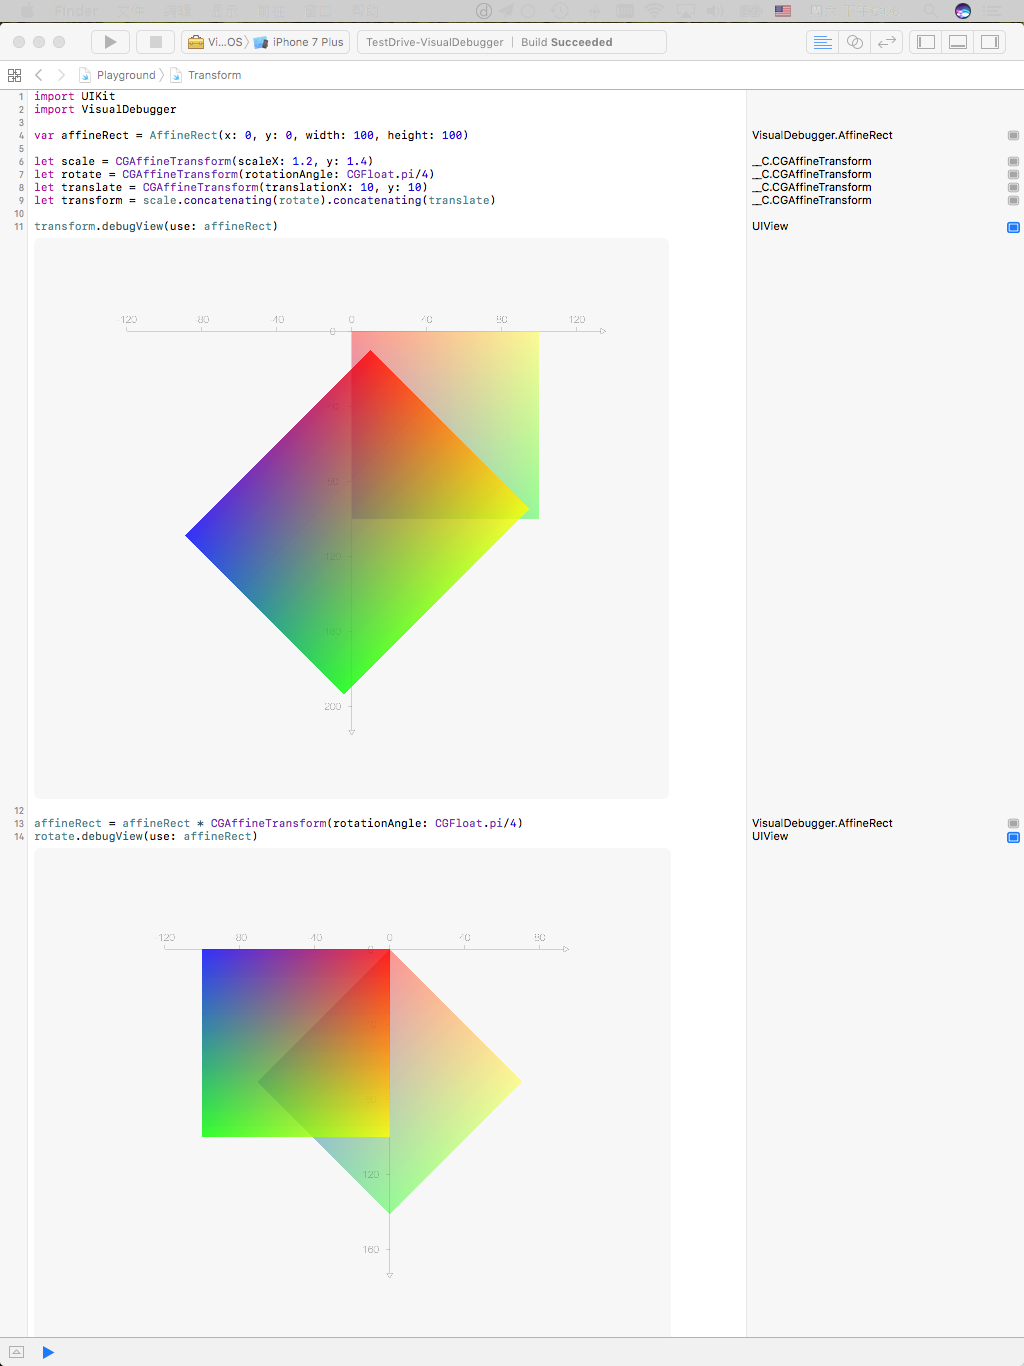 Finder
Vi...OS
iPhone 7 Plus
TestDrive-VisualDebugger | Build Succeeded
Playground
Transform
1 import UIKit
2 import VisualDebugger
3
4 var affineRect = AffineRect(x: 0, y: 0, width: 100, height: 100)
VisualDebugger.AffineRect
5
6 let scale = CGAffineTransform(scaleX: 1.2, y: 1.4)
__C.CGAffineTransform
7 let rotate = CGAffineTransform(rotationAngle: CGFloat.pi/4)
__C.CGAffineTransform
8 let translate = CGAffineTransform(translationX: 10, y: 10)
__C.CGAffineTransform
9 let transform = scale.concatenating(rotate).concatenating(translate)
__C.CGAffineTransform
10
11 transform.debugView(use: affineRect)
UIView
-120 -80 -40 0 40 80 120
0
120
160
200
12
13 affineRect = affineRect * CGAffineTransform(rotationAngle: CGFloat.pi/4)
VisualDebugger.AffineRect
14 rotate.debugView(use: affineRect)
UIView
-120 -80 -40 0 40 80
0
120
160